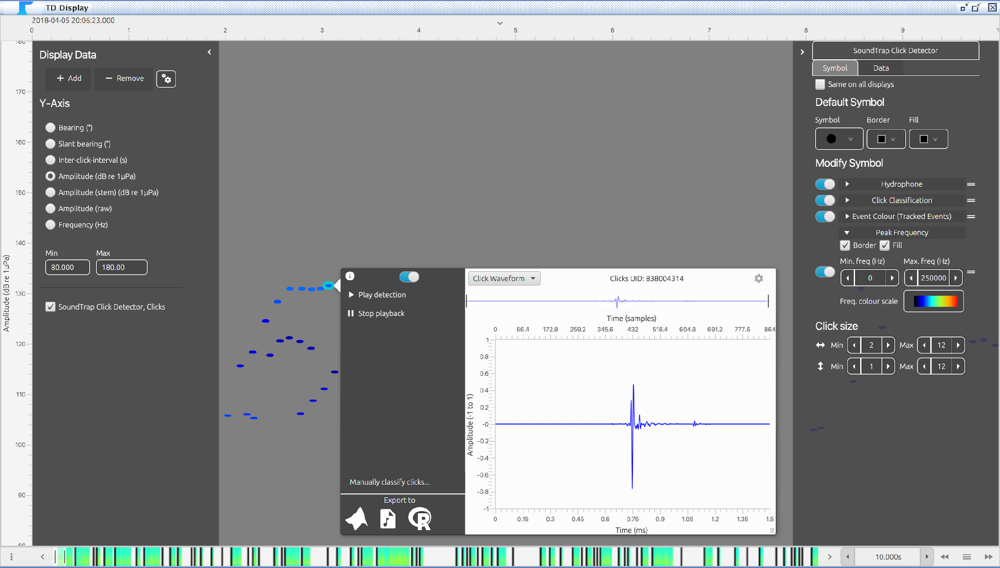 TD Display
2018-04-05 20:06:23.000
0 1 2 3 4 5 6 7 8 9
180
170
160
150
140
130
120
110
100
90
80
Amplitude (dB re 1µPa)
Display Data
+ Add
− Remove
Y-Axis
Bearing (°)
Slant bearing (°)
Inter-click-interval (s)
Amplitude (dB re 1µPa)
Amplitude (stem) (dB re 1µPa)
Amplitude (raw)
Frequency (Hz)
Min Max
80.000 180.00
SoundTrap Click Detector, Clicks
Play detection
Stop playback
Manually classify clicks...
Export to
R
Click Waveform
Clicks UID: 838004314
Time (samples)
0 86.4 172.8 259.2 345.6 432 518.4 604.8 691.2 777.6 864
1
0.8
0.6
0.4
0.2
-0
-0.2
-0.4
-0.6
-0.8
-1
Amplitude (-1 to 1)
0 0.15 0.3 0.45 0.6 0.75 0.9 1.05 1.2 1.35 1.5
Time (ms)
SoundTrap Click Detector
Symbol Data
Same on all displays
Default Symbol
Symbol Border Fill
Modify Symbol
Hydrophone
Click Classification
Event Colour (Tracked Events)
Peak Frequency
Border Fill
Min. freq (Hz) Max. freq (Hz)
0 250000
Freq. colour scale
Click size
Min 2 Max 12
Min 1 Max 12
10.000s
10.000s